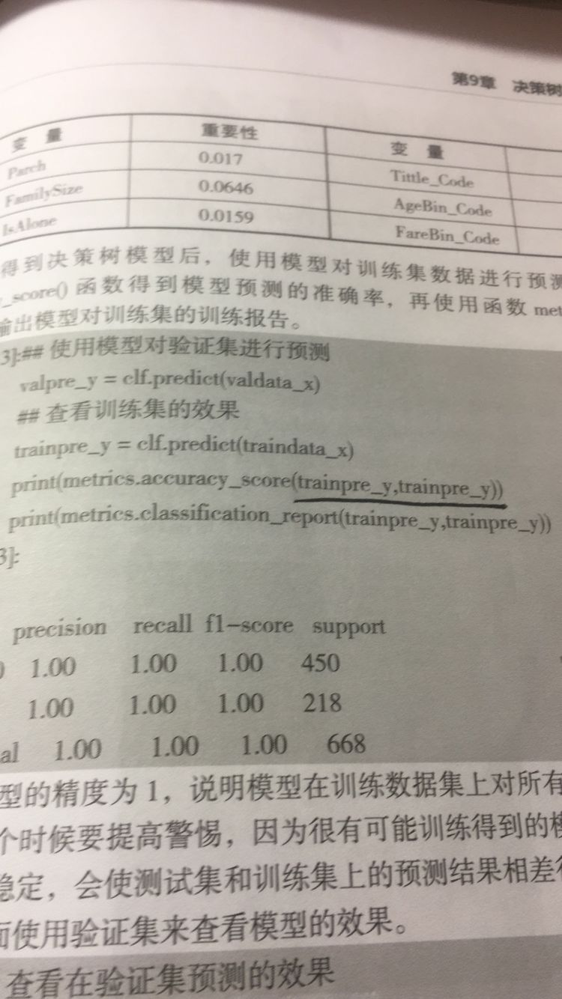 第9章 决策树
变 量 重要性 变 量
Parch 0.017 Tittle_Code
FamilySize 0.0646 AgeBin_Code
IsAlone 0.0159 FareBin_Code
得到决策树模型后，使用模型对训练集数据进行预测
_score() 函数得到模型预测的准确率，再使用函数 met
输出模型对训练集的训练报告。
3]:## 使用模型对验证集进行预测
valpre_y = clf.predict(valdata_x)
## 查看训练集的效果
trainpre_y = clf.predict(traindata_x)
print(metrics.accuracy_score(trainpre_y,trainpre_y))
print(metrics.classification_report(trainpre_y,trainpre_y))
3]:
precision recall f1-score support
0 1.00 1.00 1.00 450
1.00 1.00 1.00 218
al 1.00 1.00 1.00 668
型的精度为 1，说明模型在训练数据集上对所有
个时候要提高警惕，因为很有可能训练得到的模
稳定，会使测试集和训练集上的预测结果相差很
面使用验证集来查看模型的效果。
查看在验证集预测的效果